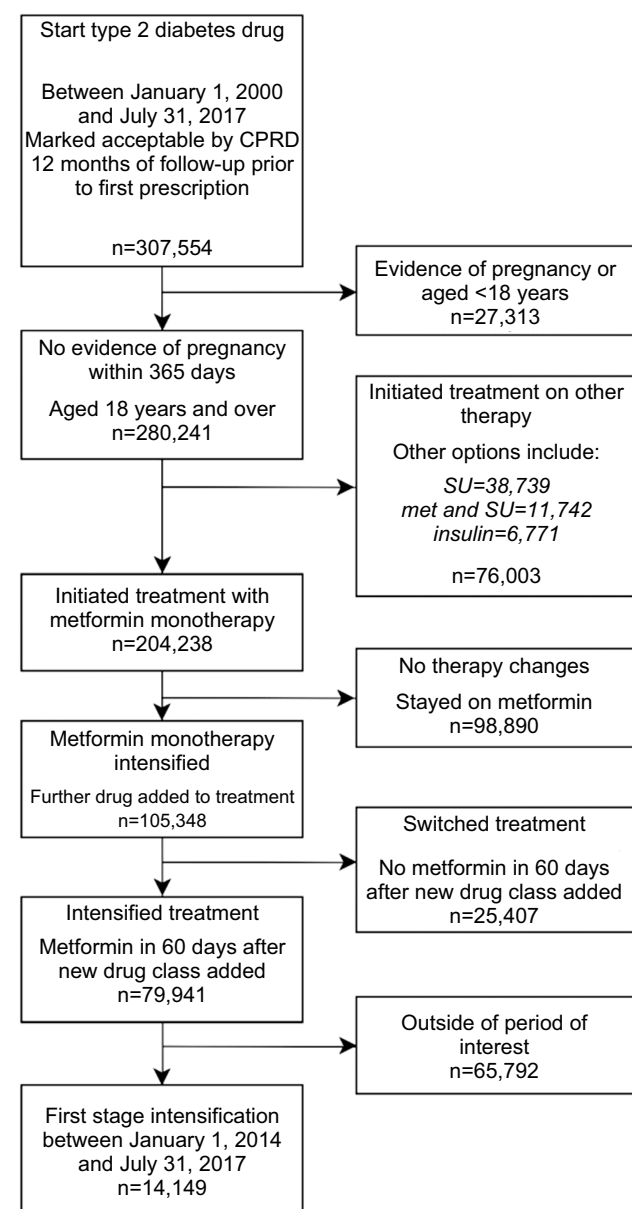 Start type 2 diabetes drug
Between January 1, 2000
and July 31, 2017
Marked acceptable by CPRD
12 months of follow-up prior
to first prescription
n=307,554
Evidence of pregnancy or
aged <18 years
n=27,313
No evidence of pregnancy
within 365 days
Aged 18 years and over
n=280,241
Initiated treatment on other
therapy
Other options include:
SU=38,739
met and SU=11,742
insulin=6,771
n=76,003
Initiated treatment with
metformin monotherapy
n=204,238
No therapy changes
Stayed on metformin
n=98,890
Metformin monotherapy
intensified
Further drug added to treatment
n=105,348
Switched treatment
No metformin in 60 days
after new drug class added
n=25,407
Intensified treatment
Metformin in 60 days after
new drug class added
n=79,941
Outside of period of
interest
n=65,792
First stage intensification
between January 1, 2014
and July 31, 2017
n=14,149